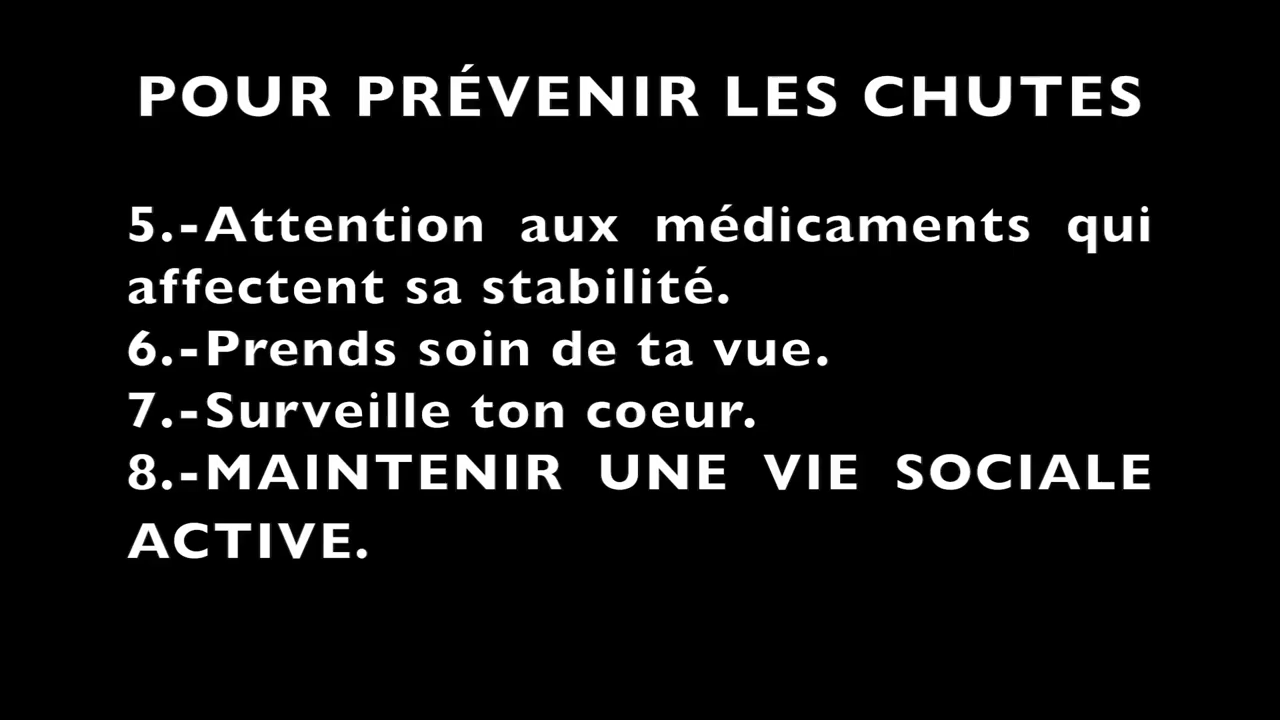 POUR PRÉVENIR LES CHUTES
5.-Attention aux médicaments qui
affectent sa stabilité.
6.-Prends soin de ta vue.
7.-Surveille ton coeur.
8.-MAINTENIR UNE VIE SOCIALE
ACTIVE.